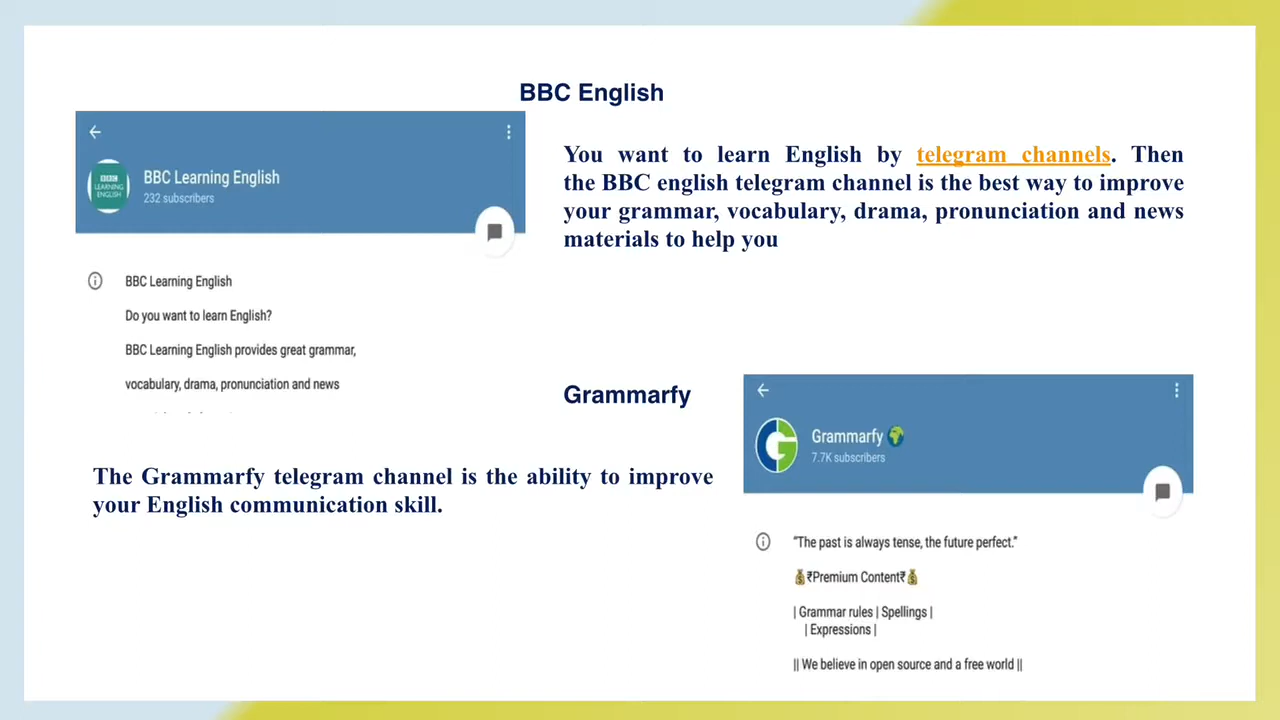 BBC English
BBC
LEARNING
ENGLISH
BBC Learning English
232 subscribers
BBC Learning English
Do you want to learn English?
BBC Learning English provides great grammar,
vocabulary, drama, pronunciation and news
You want to learn English by telegram channels. Then
the BBC english telegram channel is the best way to improve
your grammar, vocabulary, drama, pronunciation and news
materials to help you
Grammarfy
The Grammarfy telegram channel is the ability to improve
your English communication skill.
G
Grammarfy 🌍
7.7K subscribers
“The past is always tense, the future perfect.”
💰₹Premium Content₹💰
| Grammar rules | Spellings |
| Expressions |
|| We believe in open source and a free world ||